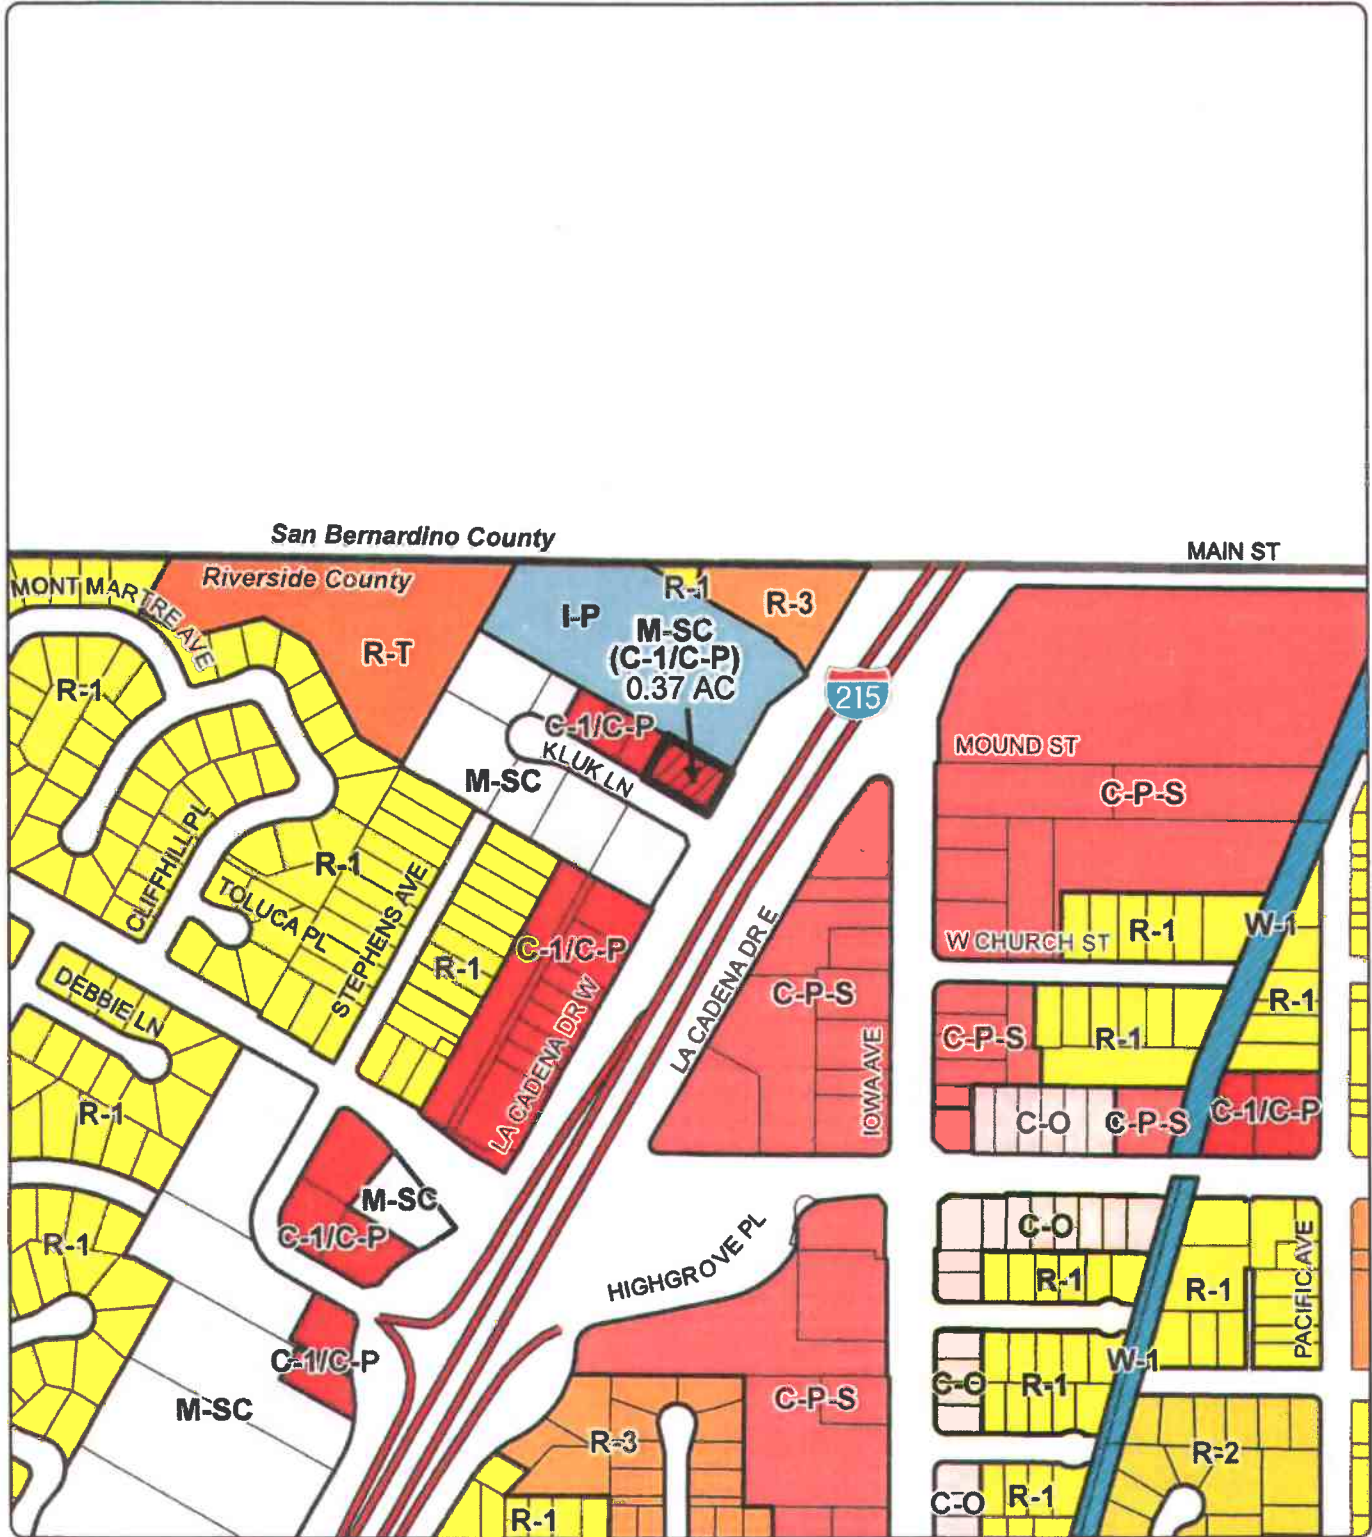 San Bernardino County
MAIN ST
Riverside County
MONT MARTRE AVE
R-1
R-3
I-P
M-SC
(C-1/C-P)
0.37 AC
R-T
R-1
215
C-1/C-P
KLUK LN
M-SC
MOUND ST
C-P-S
CLIFFHILL PL
R-1
TOLUCA PL
STEPHENS AVE
R-1
C-1/C-P
LA CADENA DR W
LA CADENA DR E
C-P-S
IOWA AVE
W CHURCH ST
R-1
W-1
R-1
DEBBIE LN
R-1
C-P-S
R-1
C-O
C-P-S
C-1/C-P
M-SC
C-1/C-P
R-1
HIGHGROVE PL
C-O
R-1
R-1
PACIFIC AVE
C-1/C-P
M-SC
C-P-S
C-O
R-1
W-1
R-3
R-2
R-1
C-O
R-1